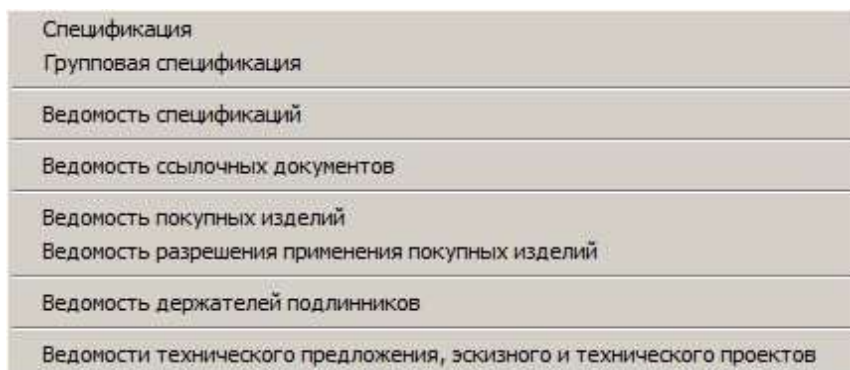 Спецификация
Групповая спецификация
Ведомость спецификаций
Ведомость ссылочных документов
Ведомость покупных изделий
Ведомость разрешения применения покупных изделий
Ведомость держателей подлинников
Ведомости технического предложения, эскизного и технического проектов